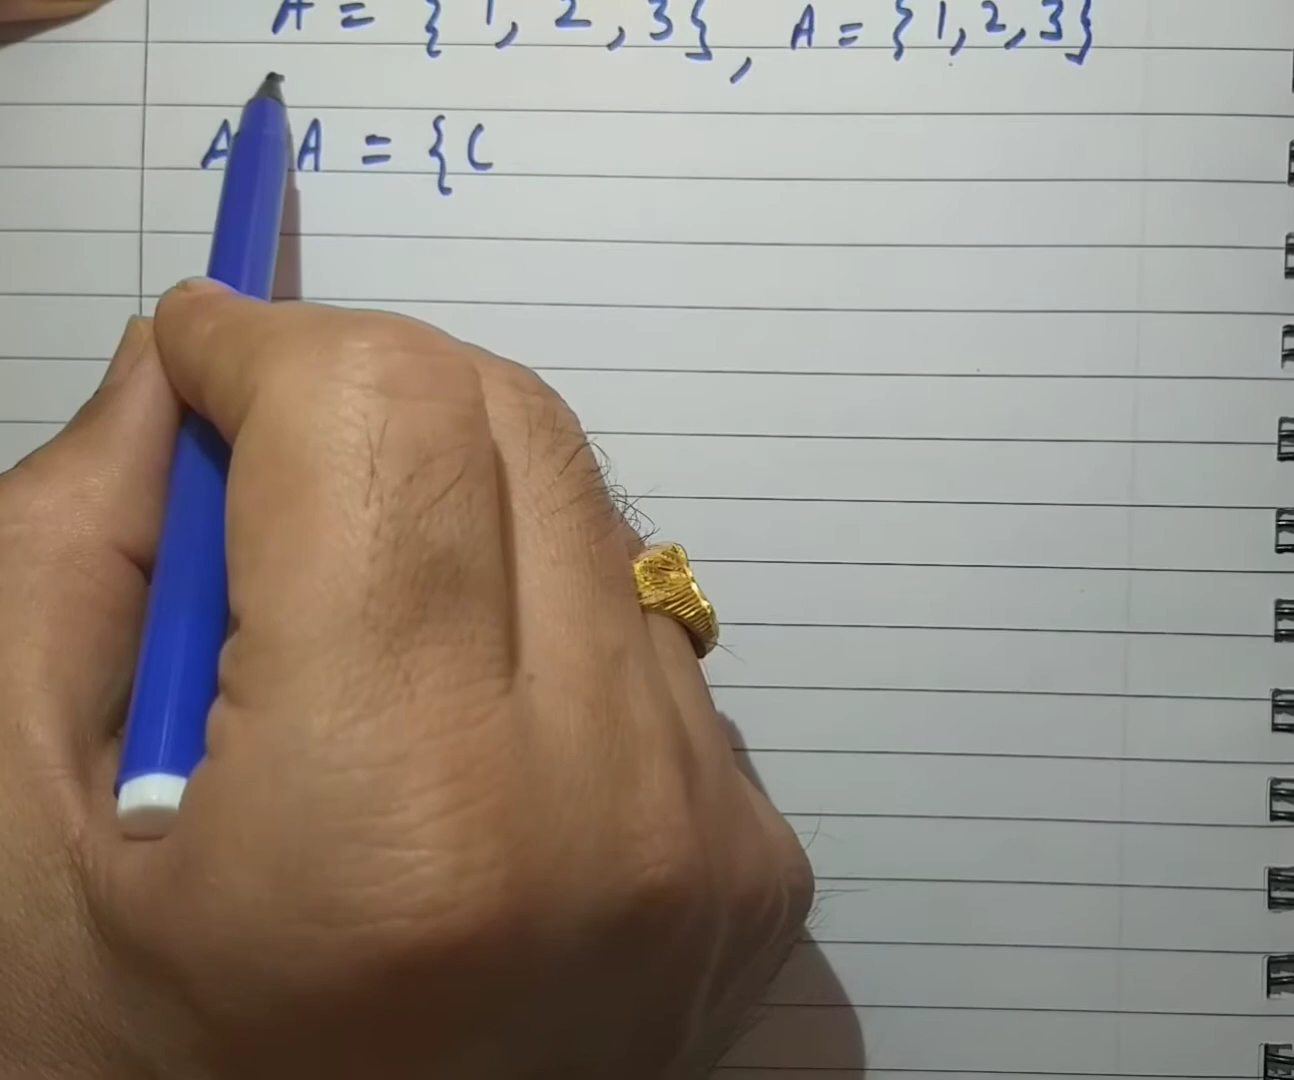 A = { 1, 2, 3}, A = {1, 2, 3}
A A = {(